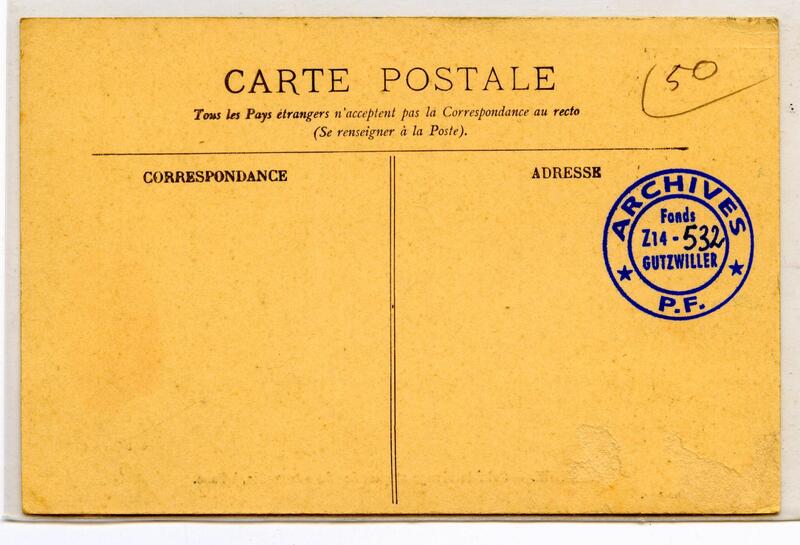 CARTE POSTALE
50
Tous les Pays étrangers n'acceptent pas la Correspondance au recto
(Se renseigner à la Poste).
CORRESPONDANCE
ADRESSE
ARCHIVES
Fonds
Z14-532
GUTZWILLER
P.F.